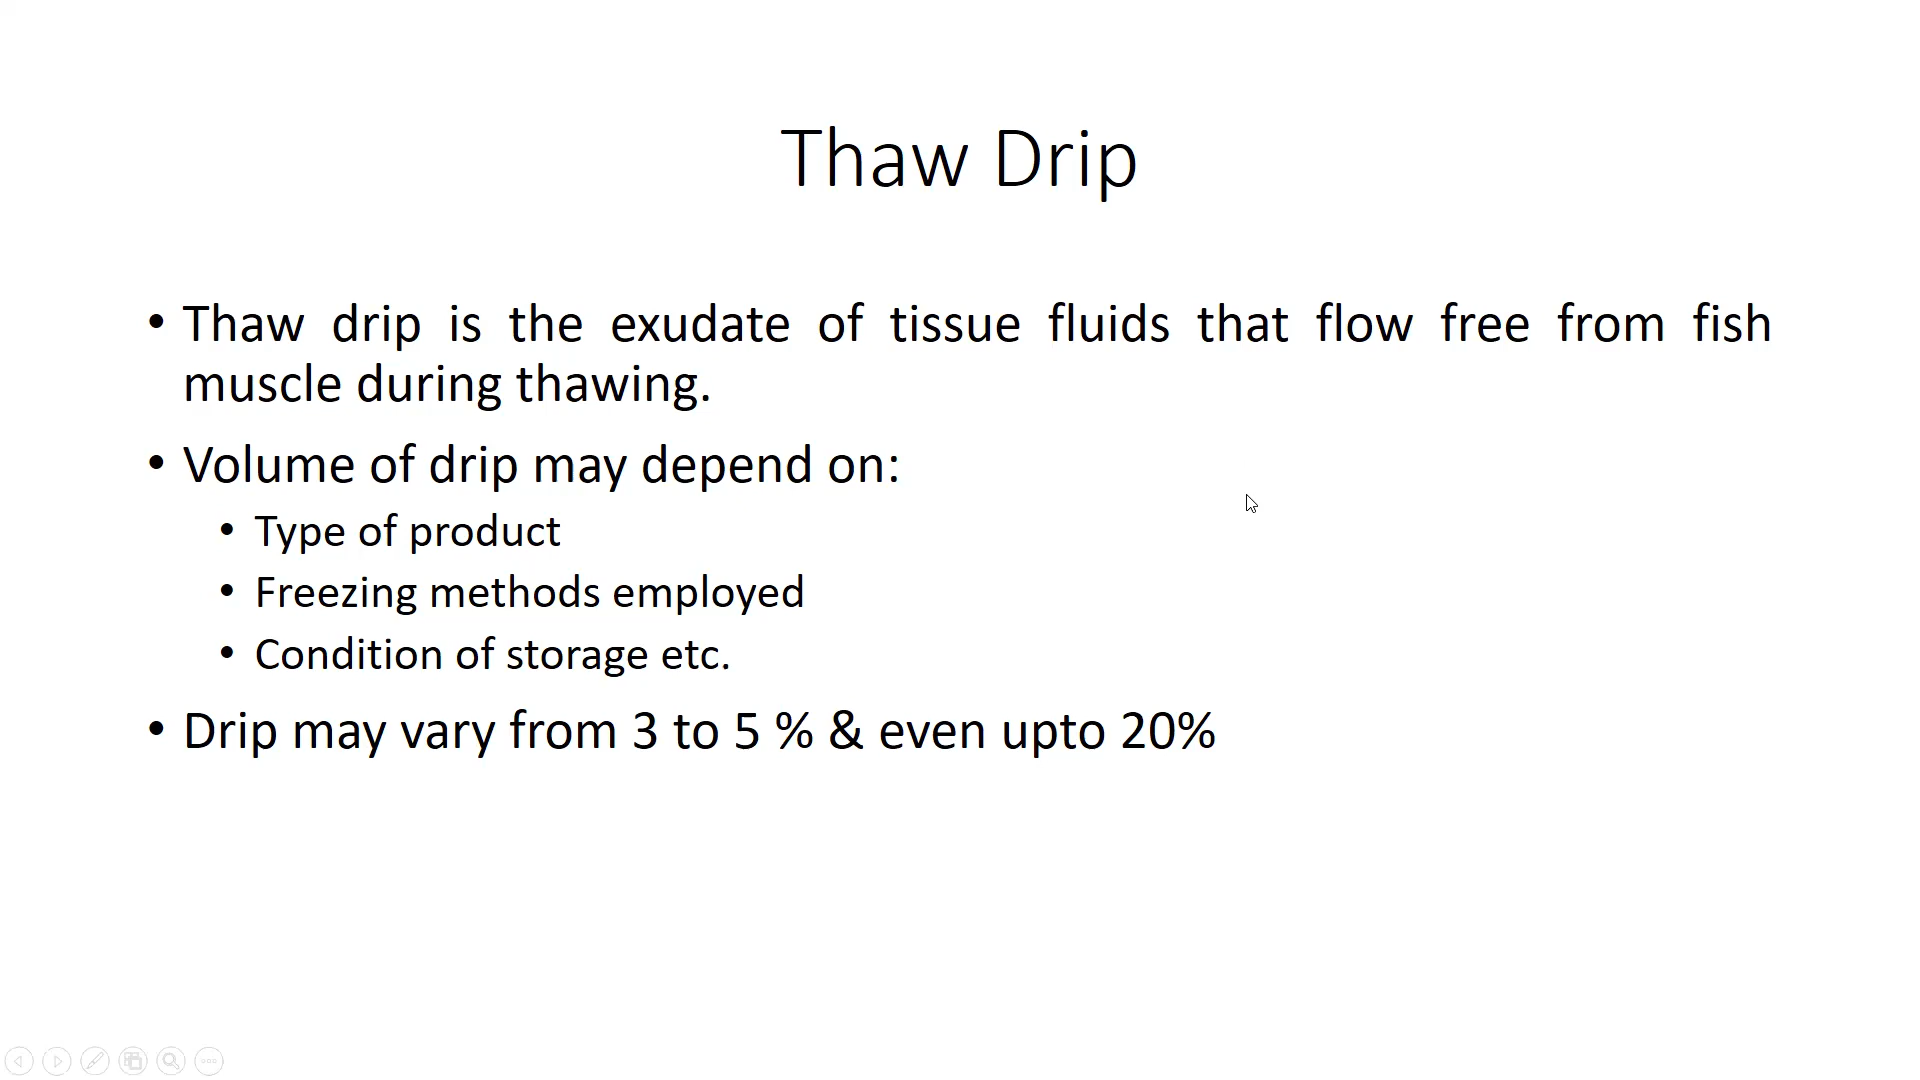 Thaw Drip
• Thaw drip is the exudate of tissue fluids that flow free from fish
muscle during thawing.
• Volume of drip may depend on:
• Type of product
• Freezing methods employed
• Condition of storage etc.
• Drip may vary from 3 to 5 % & even upto 20%